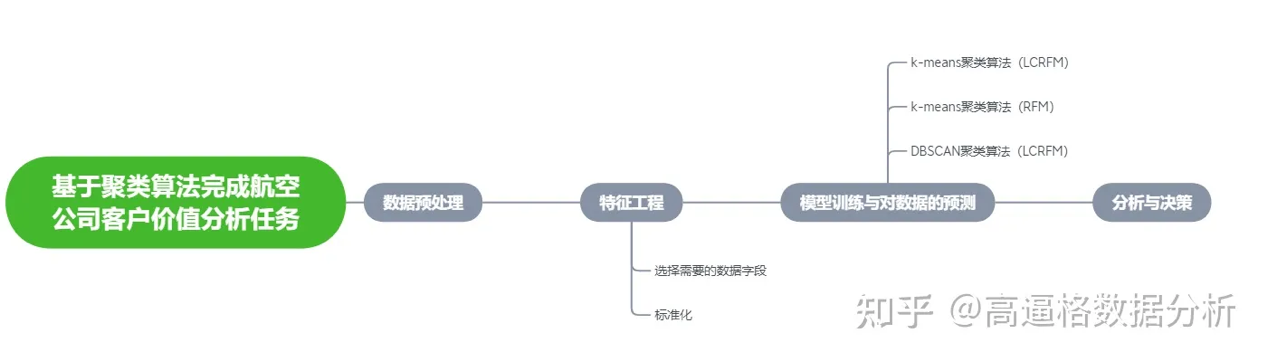 k-means聚类算法（LCRFM）
k-means聚类算法（RFM）
DBSCAN聚类算法（LCRFM）
基于聚类算法完成航空
公司客户价值分析任务
数据预处理
特征工程
模型训练与对数据的预测
分析与决策
选择需要的数据字段
标准化
知乎 @高逼格数据分析